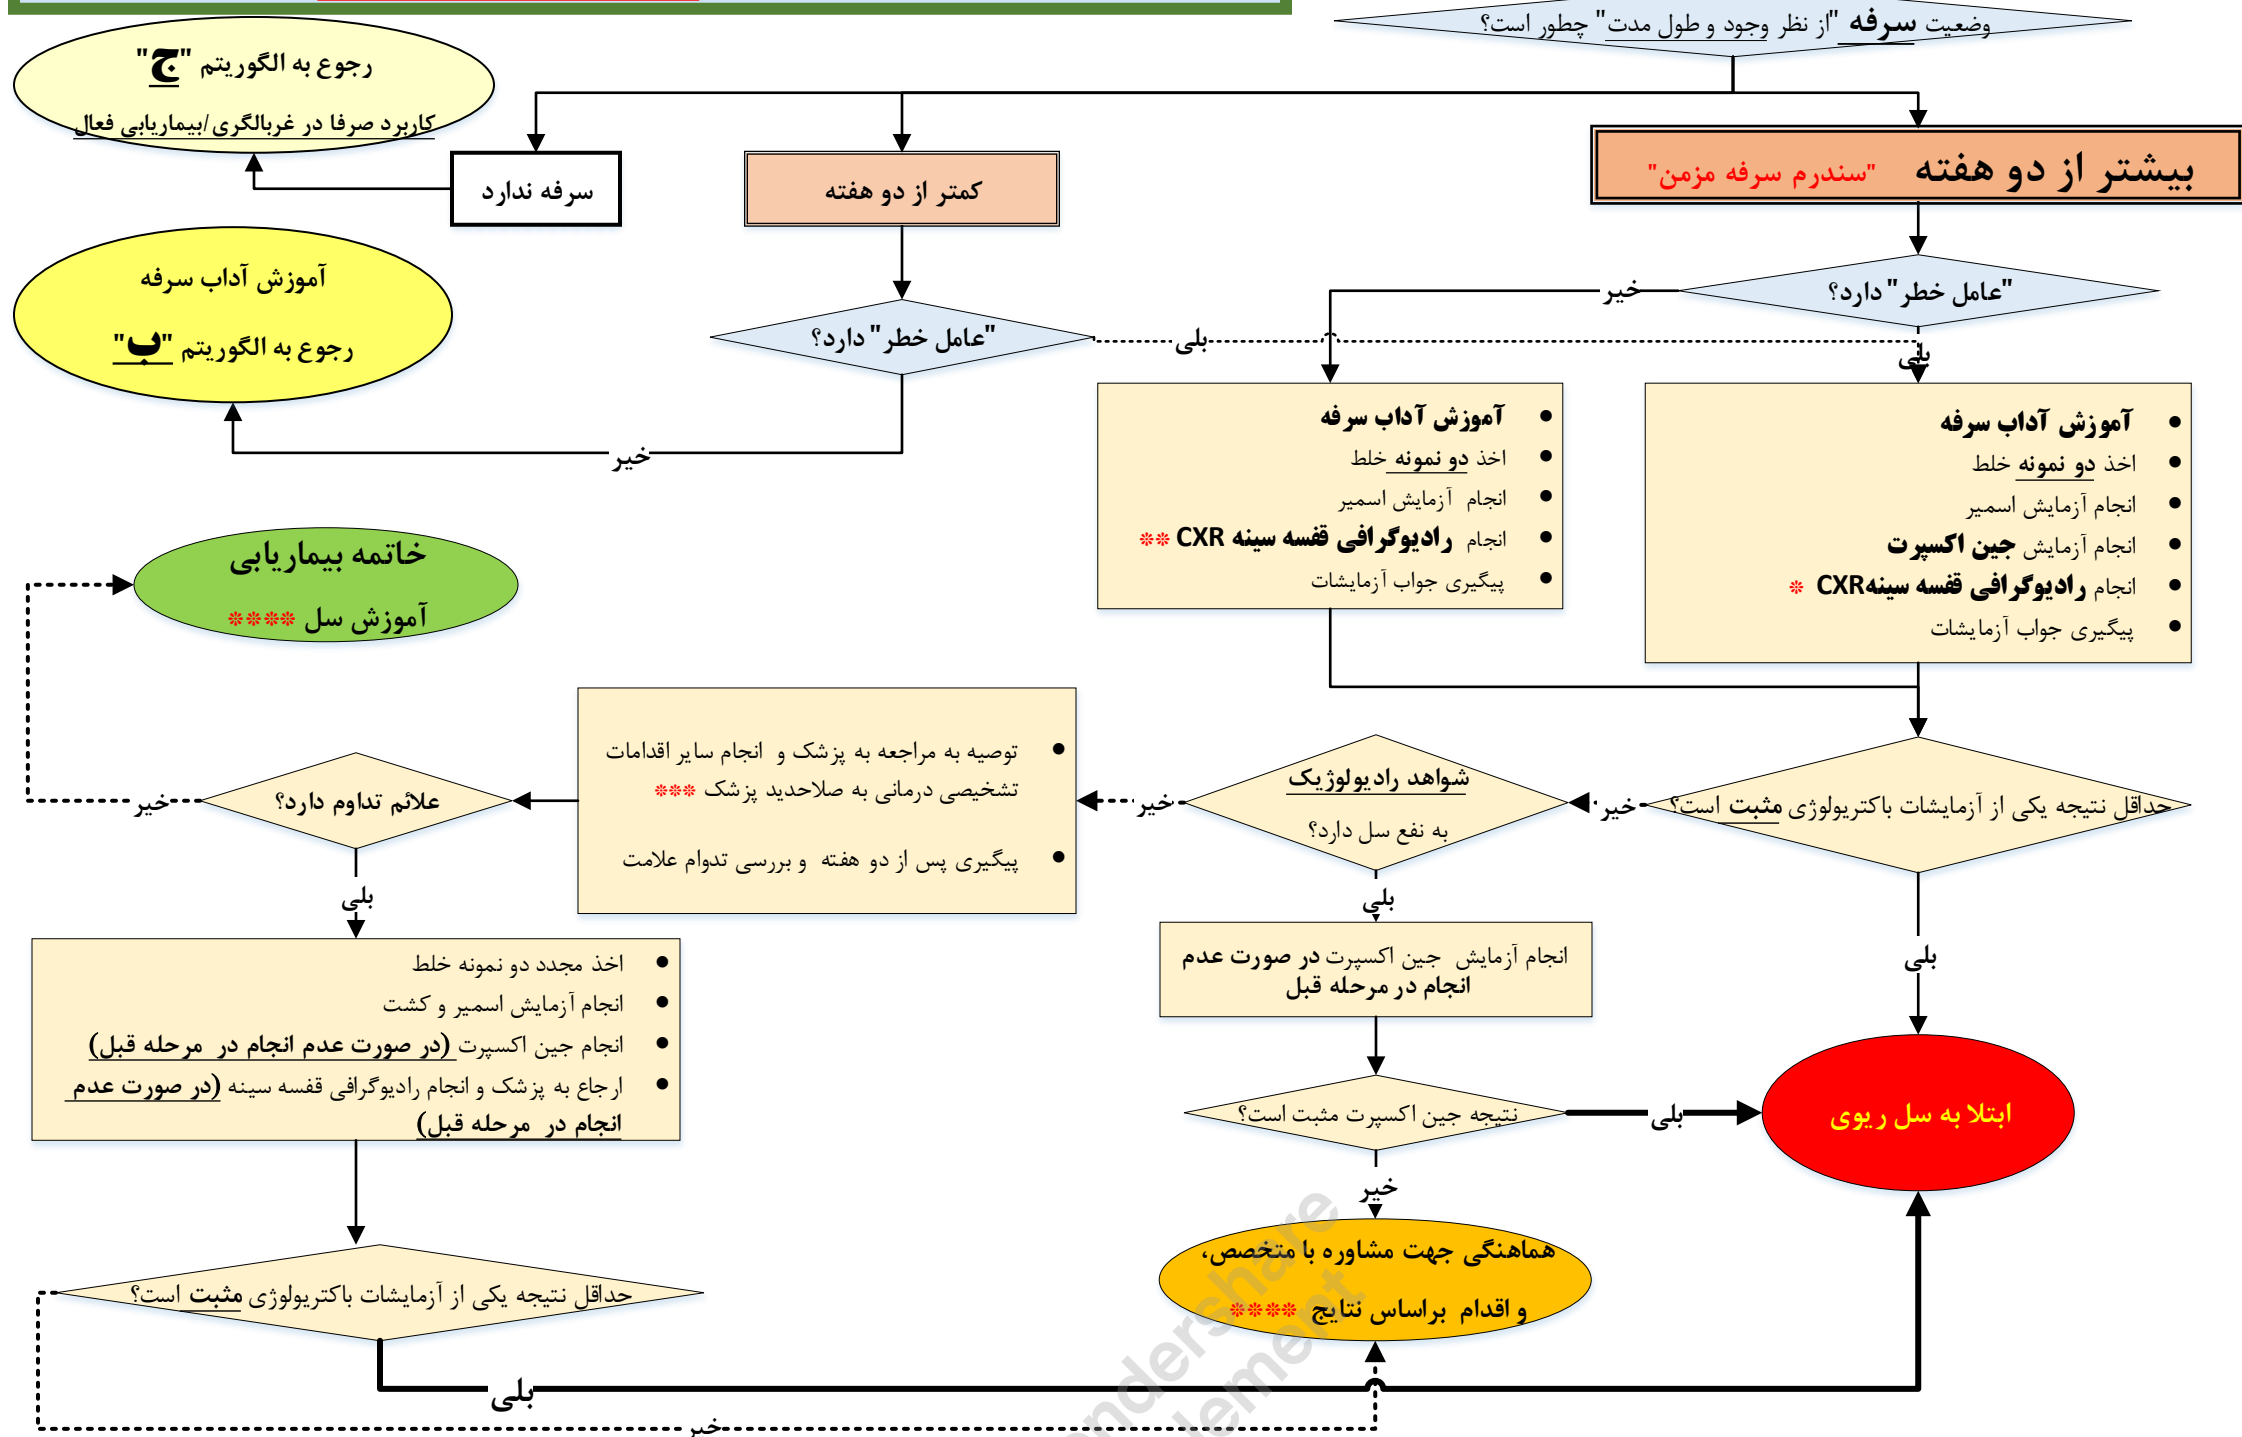 وضعیت سرفه "از نظر وجود و طول مدت" چطور است؟
رجوع به الگوریتم "ج"
کاربرد صرفا در غربالگری/بیماریابی فعال
بیشتر از دو هفته "سندرم سرفه مزمن"
کمتر از دو هفته
سرفه ندارد
"عامل خطر" دارد؟
خیر
بلی
"عامل خطر" دارد؟
بلی
خیر
آموزش آداب سرفه
رجوع به الگوریتم "ب"
• آموزش آداب سرفه
• اخذ دو نمونه خلط
• انجام آزمایش اسمیر
• انجام آزمایش جین اکسپرت
• انجام رادیوگرافی قفسه سینهCXR *
• پیگیری جواب آزمایشات
• آموزش آداب سرفه
• اخذ دو نمونه خلط
• انجام آزمایش اسمیر
• انجام رادیوگرافی قفسه سینه CXR **
• پیگیری جواب آزمایشات
خاتمه بیماریابی
آموزش سل ****
حداقل نتیجه یکی از آزمایشات باکتریولوژی مثبت است؟
خیر
بلی
شواهد رادیولوژیک
به نفع سل دارد؟
خیر
بلی
• توصیه به مراجعه به پزشک و انجام سایر اقدامات
تشخیصی درمانی به صلاحدید پزشک ***
• پیگیری پس از دو هفته و بررسی تدوام علامت
علائم تداوم دارد؟
خیر
بلی
انجام آزمایش جین اکسپرت در صورت عدم
انجام در مرحله قبل
• اخذ مجدد دو نمونه خلط
• انجام آزمایش اسمیر و کشت
• انجام جین اکسپرت (در صورت عدم انجام در مرحله قبل)
• ارجاع به پزشک و انجام رادیوگرافی قفسه سینه (در صورت عدم
انجام در مرحله قبل)
نتیجه جین اکسپرت مثبت است؟
بلی
خیر
ابتلا به سل ریوی
هماهنگی جهت مشاوره با متخصص،
و اقدام براساس نتایج ****
حداقل نتیجه یکی از آزمایشات باکتریولوژی مثبت است؟
بلی
خیر